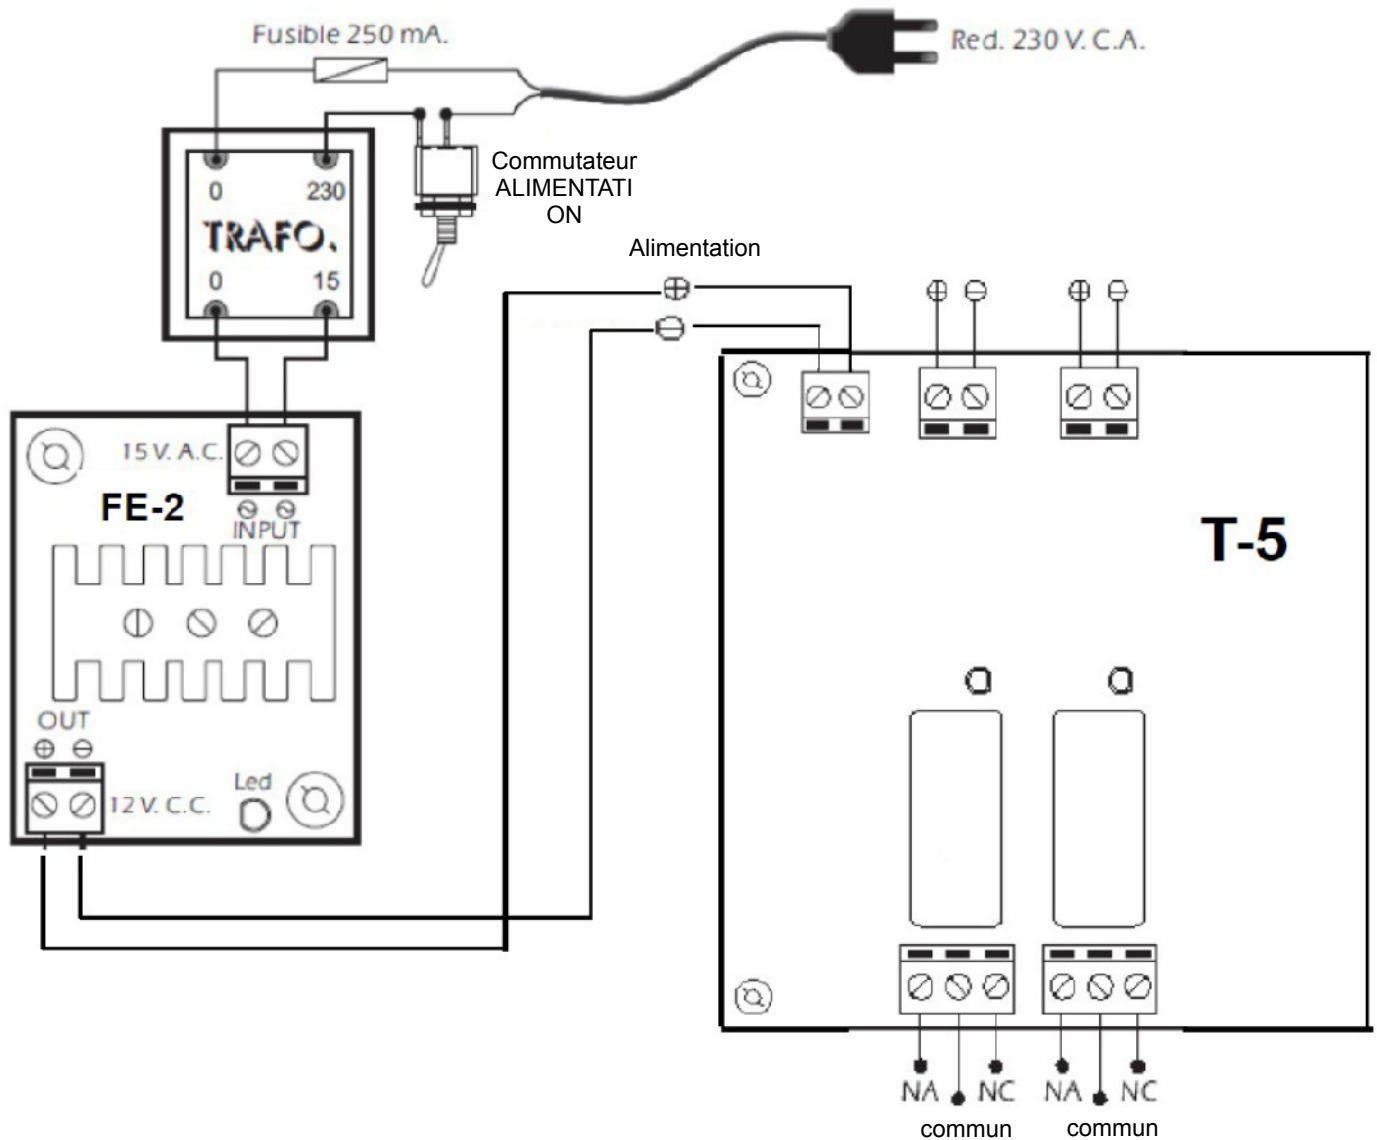 Fusible 250 mA.
Red. 230 V. C.A.
Commutateur
ALIMENTATI
ON
0 230
TRAFO.
0 15
Alimentation
15 V. A.C.
FE-2
INPUT
T-5
OUT
Led
12 V. C.C.
NA NC NA NC
commun commun